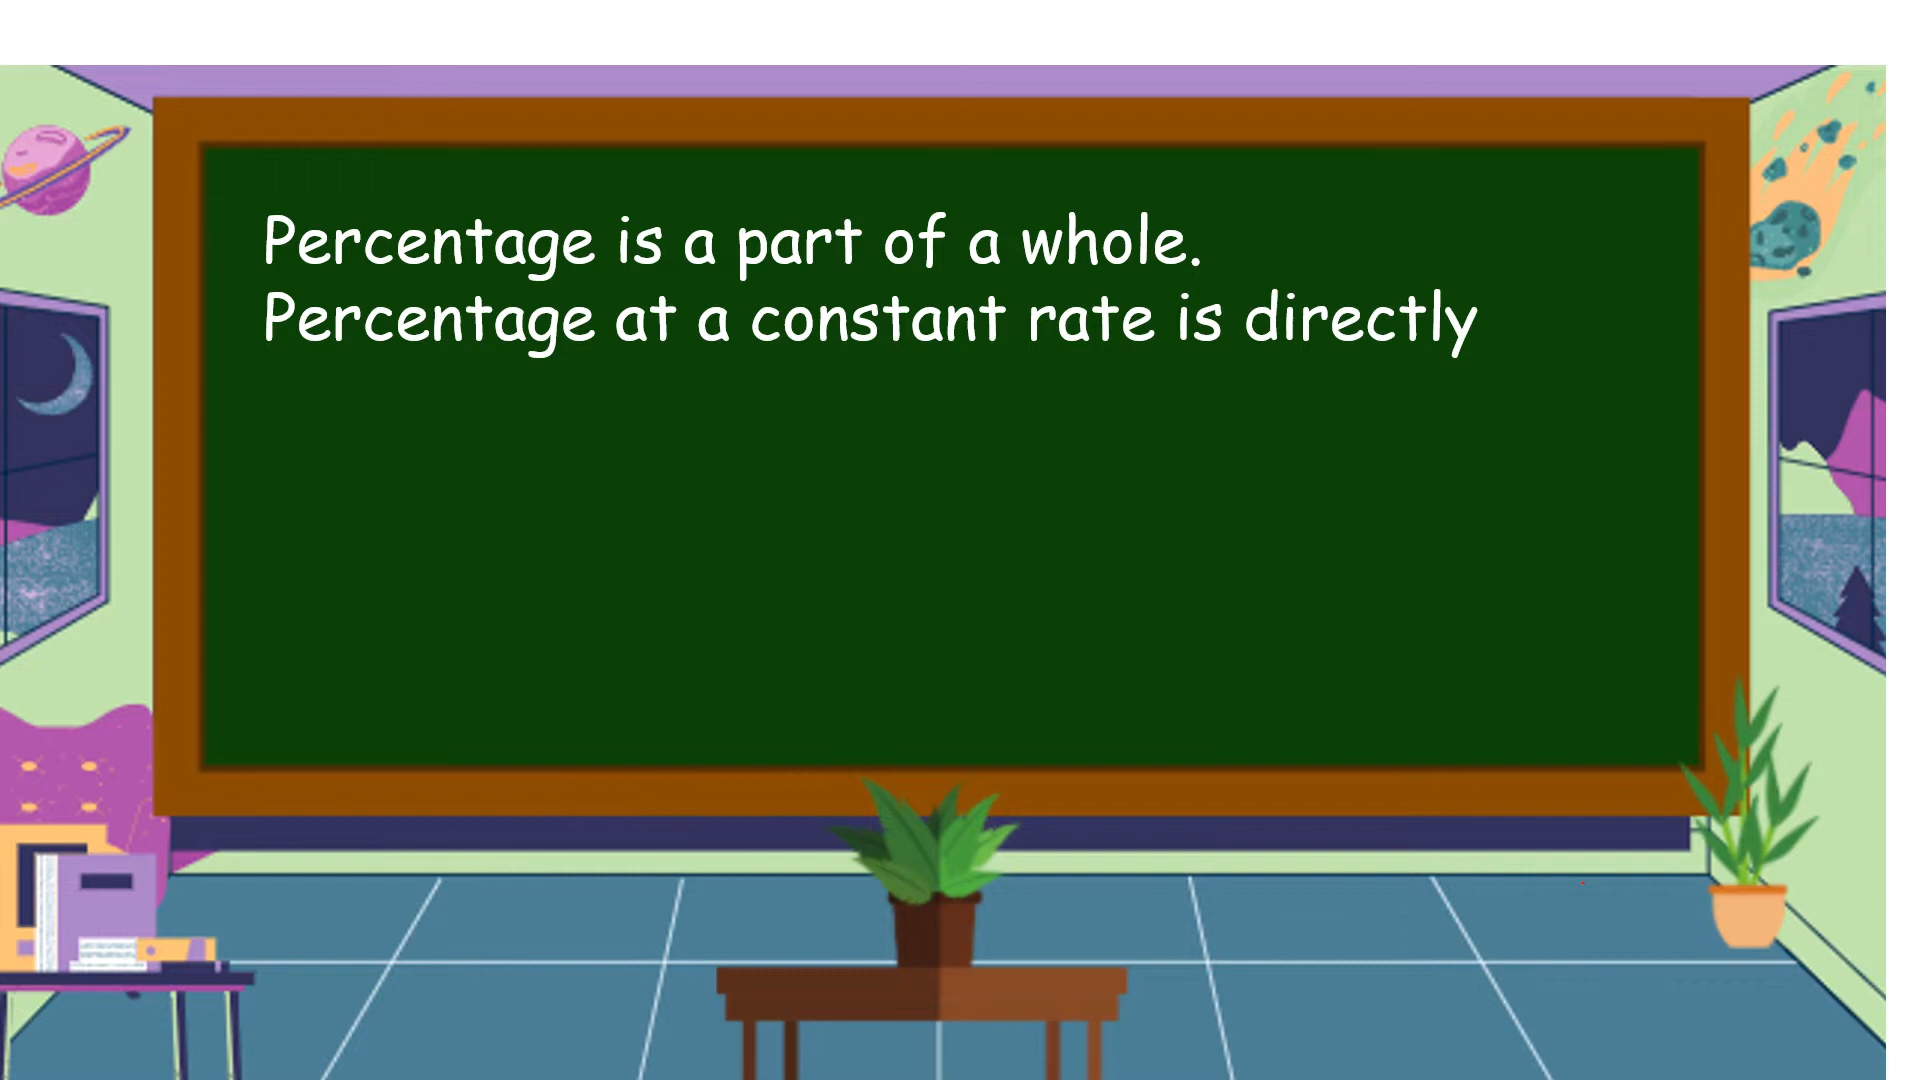 Percentage is a part of a whole.
Percentage at a constant rate is directly